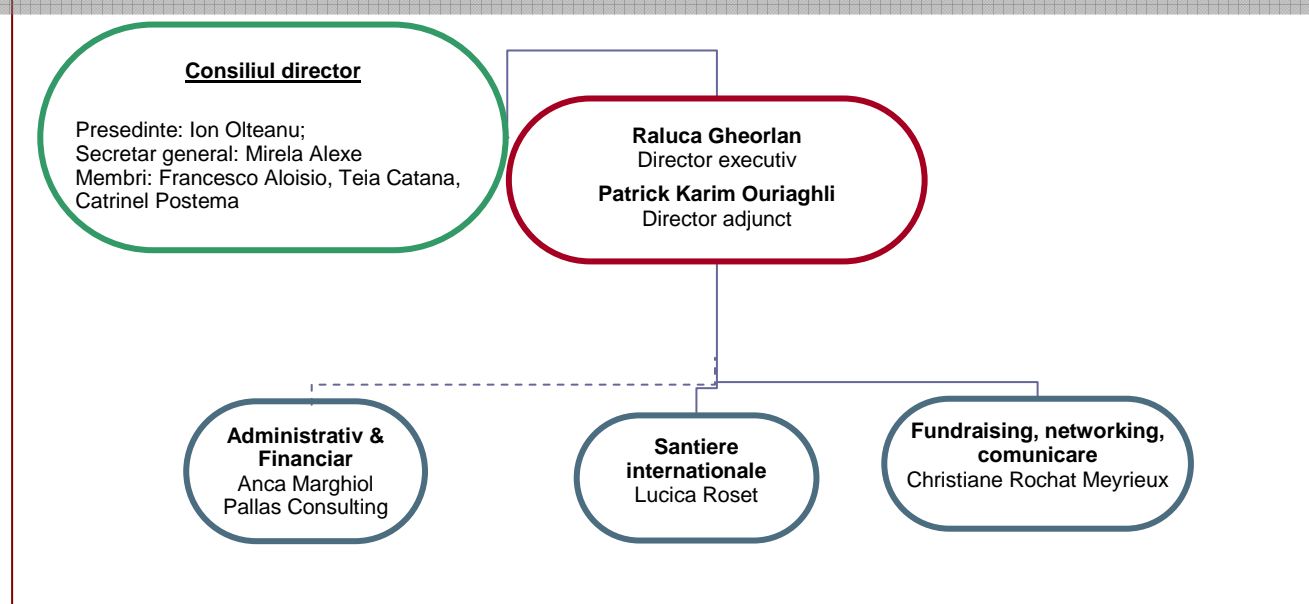 Consiliul director
Presedinte: Ion Olteanu;
Secretar general: Mirela Alexe
Membri: Francesco Aloisio, Teia Catana,
Catrinel Postema
Raluca Gheorlan
Director executiv
Patrick Karim Ouriaghli
Director adjunct
Administrativ &
Financiar
Anca Marghiol
Pallas Consulting
Santiere
internationale
Lucica Roset
Fundraising, networking,
comunicare
Christiane Rochat Meyrieux